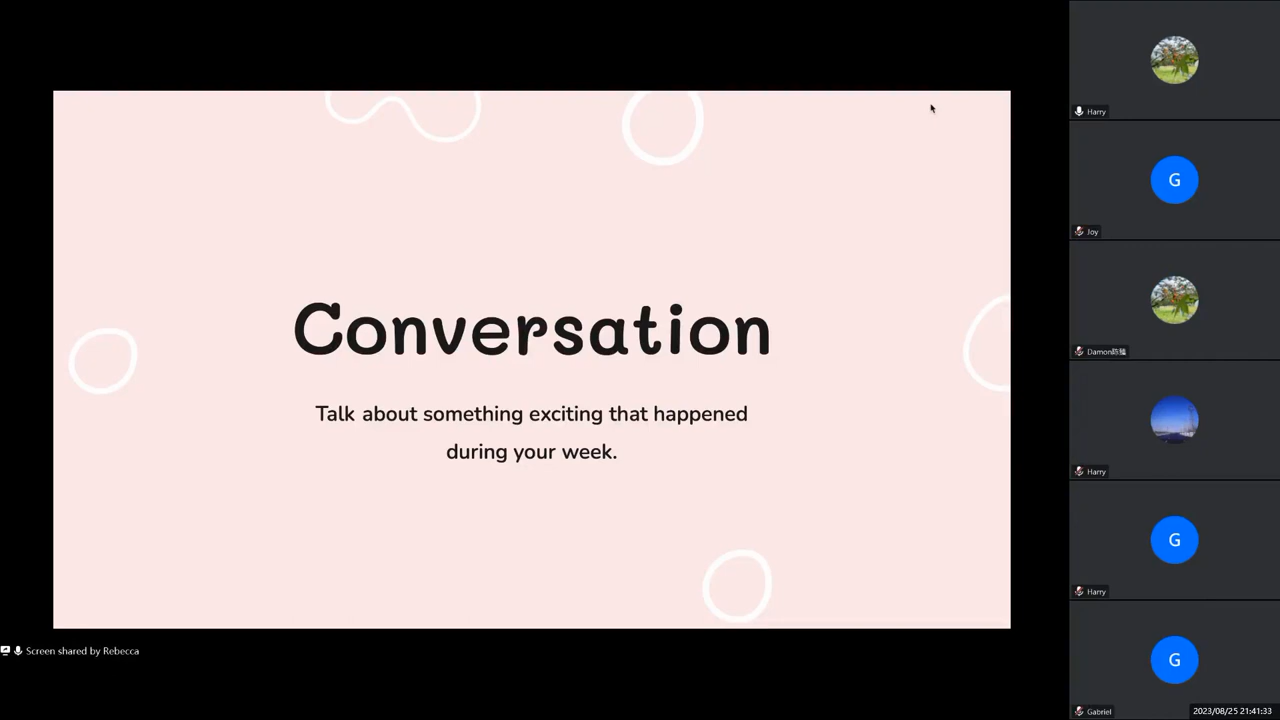 Conversation
Talk about something exciting that happened
during your week.
Screen shared by Rebecca
Harry
G
Joy
Damon
Harry
G
Harry
G
Gabriel
2023/08/25 21:41:33